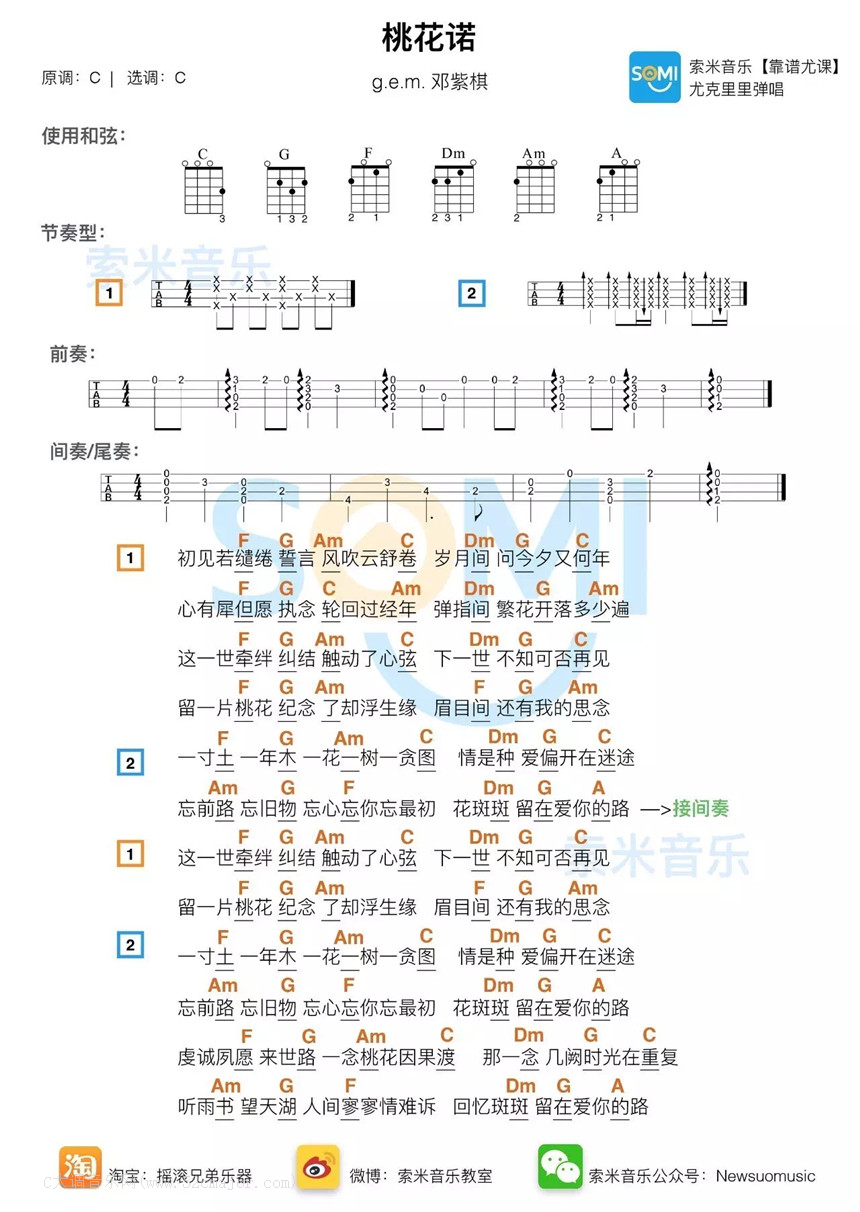 桃花诺
原调：C | 选调：C
g.e.m. 邓紫棋
SOMI
索米音乐【靠谱尤课】
尤克里里弹唱
使用和弦：
C G F Dm Am A
3 1 3 2 2 1 2 3 1 2 2 1
节奏型：
索米音乐
1
2
前奏：
间奏/尾奏：
SOMI
F G Am C Dm G C
1 初见若缱绻 誓言 风吹云舒卷 岁月间 问今夕又何年
F G C Am Dm G Am
心有犀但愿 执念 轮回过经年 弹指间 繁花开落多少遍
F G Am C Dm G C
这一世牵绊 纠结 触动了心弦 下一世 不知可否再见
F G Am F G Am
留一片桃花 纪念 了却浮生缘 眉目间 还有我的思念
F G Am C Dm G C
2 一寸土 一年木 一花一树一贪图 情是种 爱偏开在迷途
Am G F Dm G A
忘前路 忘旧物 忘心忘你忘最初 花斑斑 留在爱你的路 —>接间奏
F G Am C Dm G C
1 这一世牵绊 纠结 触动了心弦 下一世 不知可否再见
索米音乐
F G Am F G Am
留一片桃花 纪念 了却浮生缘 眉目间 还有我的思念
F G Am C Dm G C
2 一寸土 一年木 一花一树一贪图 情是种 爱偏开在迷途
Am G F Dm G A
忘前路 忘旧物 忘心忘你忘最初 花斑斑 留在爱你的路
F G Am C Dm G C
虔诚夙愿 来世路 一念桃花因果渡 那一念 几阙时光在重复
Am G F Dm G A
听雨书 望天湖 人间寥寥情难诉 回忆斑斑 留在爱你的路
淘 淘宝：摇滚兄弟乐器
微博：索米音乐教室
索米音乐公众号：Newsuomusic